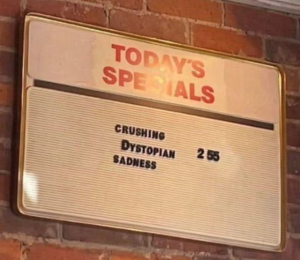 TODAY'S
SPECIALS
CRUSHING
DYSTOPIAN 2 55
SADNESS